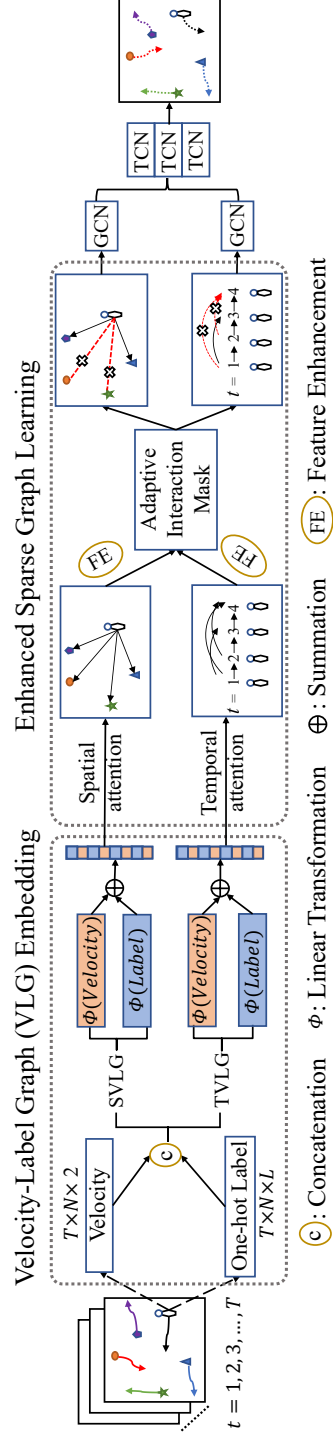 Velocity-Label Graph (VLG) Embedding
Enhanced Sparse Graph Learning
t = 1, 2, 3, ..., T
T×N×2
Velocity
One-hot Label
T×N×L
c
SVLG
TVLG
Φ(Velocity)
Φ(Label)
Φ(Velocity)
Φ(Label)
⊕
⊕
Spatial
attention
Temporal
attention
t = 1→2→3→4
FE
FE
Adaptive
Interaction
Mask
t = 1→2→3→4
GCN
GCN
TCN
TCN
TCN
c : Concatenation
Φ: Linear Transformation
⊕: Summation
FE : Feature Enhancement